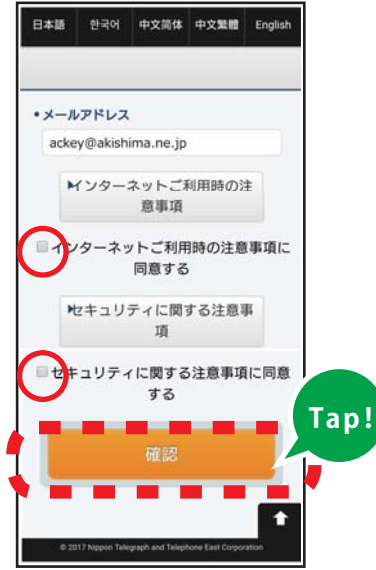 日本語 한국어 中文简体 中文繁體 English
•メールアドレス
ackey@akishima.ne.jp
インターネットご利用時の注
意事項
インターネットご利用時の注意事項に
同意する
セキュリティに関する注意事
項
セキュリティに関する注意事項に同意
する
Tap!
確認
© 2017 Nippon Telegraph and Telephone East Corporation